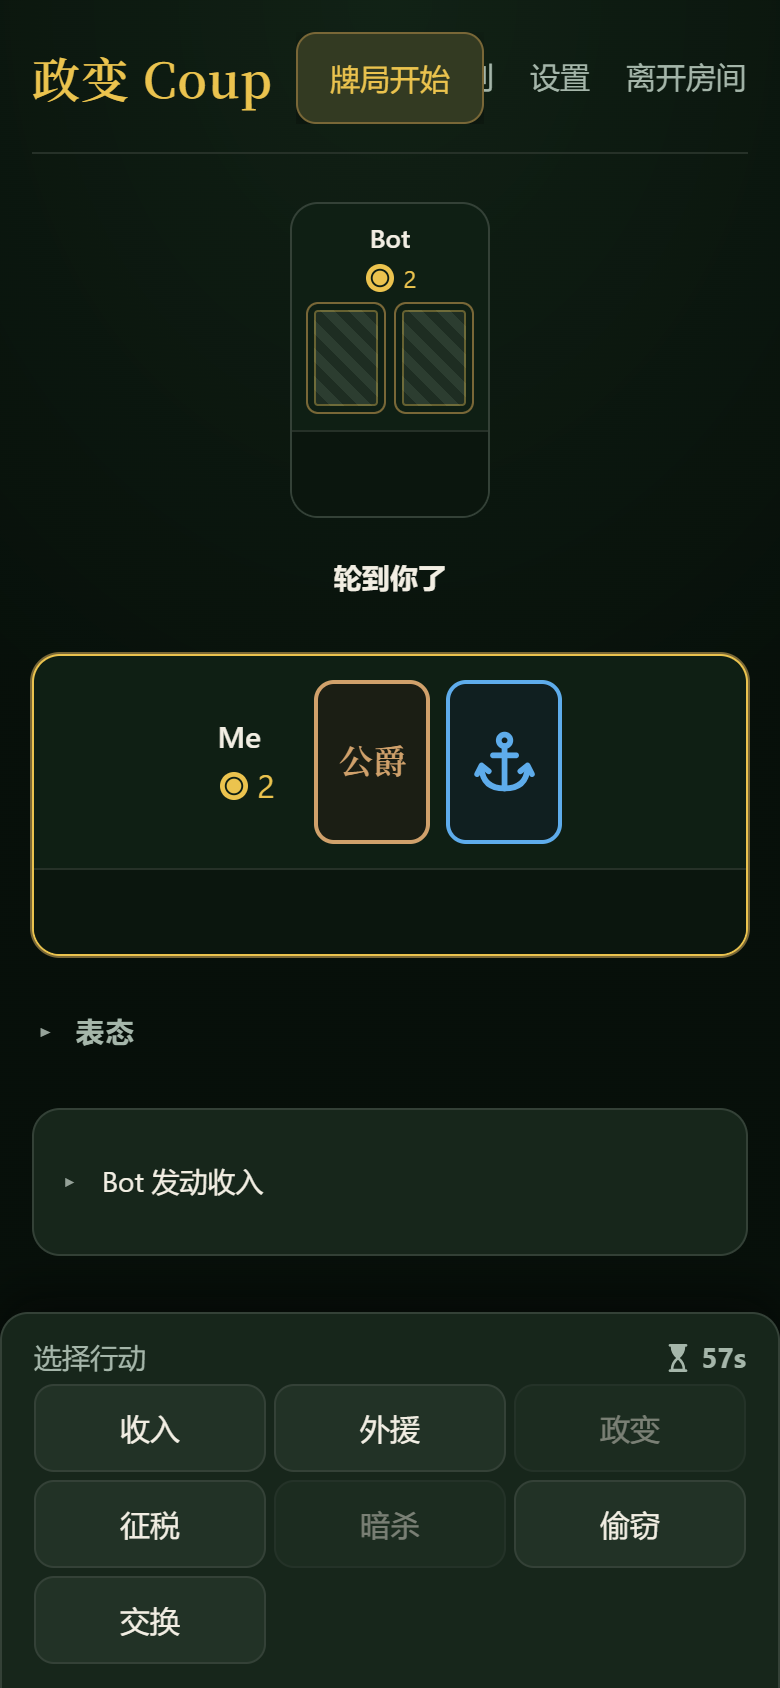 政变 Coup 牌局开始 设置 离开房间
Bot
2
轮到你了
Me
2
公爵
表态
Bot 发动收入
选择行动 57s
收入 外援 政变
征税 暗杀 偷窃
交换